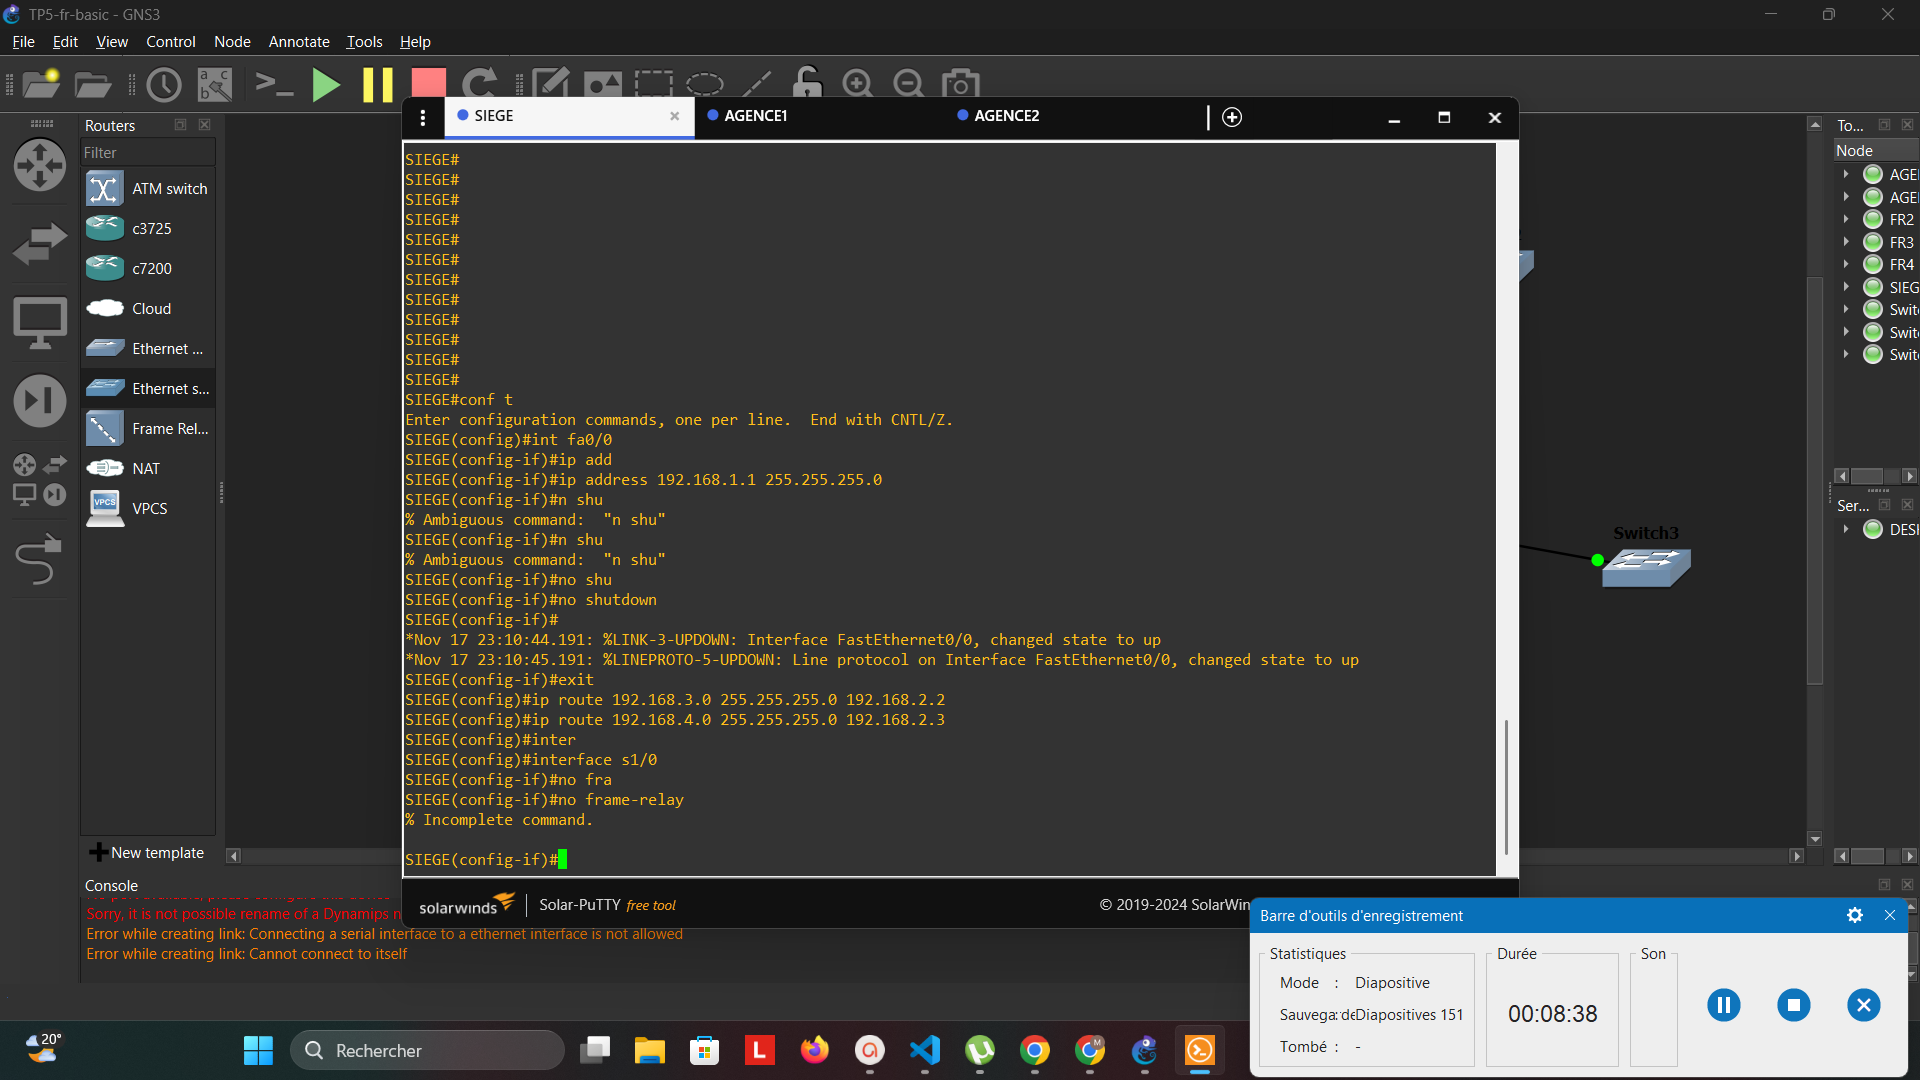 TP5-fr-basic - GNS3
File Edit View Control Node Annotate Tools Help
Routers
Filter
ATM switch
c3725
c7200
Cloud
Ethernet ...
Ethernet s...
Frame Rel...
NAT
VPCS
New template
SIEGE
AGENCE1
AGENCE2
SIEGE#
SIEGE#
SIEGE#
SIEGE#
SIEGE#
SIEGE#
SIEGE#
SIEGE#
SIEGE#
SIEGE#
SIEGE#
SIEGE#
SIEGE#conf t
Enter configuration commands, one per line.  End with CNTL/Z.
SIEGE(config)#int fa0/0
SIEGE(config-if)#ip add
SIEGE(config-if)#ip address 192.168.1.1 255.255.255.0
SIEGE(config-if)#n shu
% Ambiguous command:  "n shu"
SIEGE(config-if)#n shu
% Ambiguous command:  "n shu"
SIEGE(config-if)#no shu
SIEGE(config-if)#no shutdown
SIEGE(config-if)#
*Nov 17 23:10:44.191: %LINK-3-UPDOWN: Interface FastEthernet0/0, changed state to up
*Nov 17 23:10:45.191: %LINEPROTO-5-UPDOWN: Line protocol on Interface FastEthernet0/0, changed state to up
SIEGE(config-if)#exit
SIEGE(config)#ip route 192.168.3.0 255.255.255.0 192.168.2.2
SIEGE(config)#ip route 192.168.4.0 255.255.255.0 192.168.2.3
SIEGE(config)#inter
SIEGE(config)#interface s1/0
SIEGE(config-if)#no fra
SIEGE(config-if)#no frame-relay
% Incomplete command.
SIEGE(config-if)#
solarwinds
Solar-PuTTY free tool
© 2019-2024 SolarWin
To...
Node
AGE
AGE
FR2
FR3
FR4
SIEG
Swit
Swit
Swit
Ser...
DES
Switch3
Console
Sorry, it is not possible rename of a Dynamips n
Error while creating link: Connecting a serial interface to a ethernet interface is not allowed
Error while creating link: Cannot connect to itself
Barre d'outils d'enregistrement
Statistiques
Mode : Diapositive
Sauvega:de Diapositives 151
Tombé : -
Durée
00:08:38
Son
20°
Rechercher